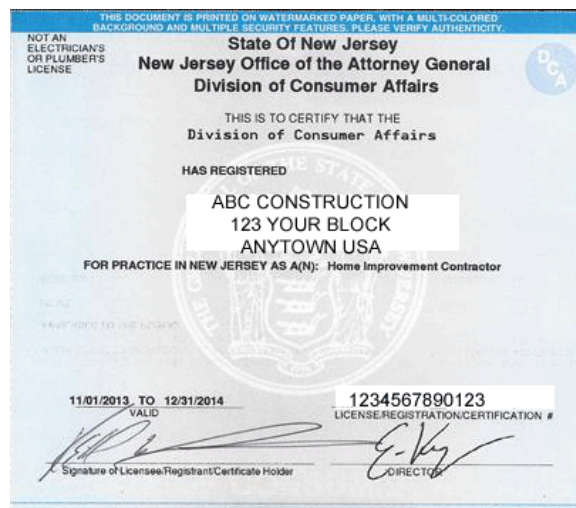 THIS DOCUMENT IS PRINTED ON WATERMARKED PAPER, WITH A MULTI-COLORED
BACKGROUND AND MULTIPLE SECURITY FEATURES. PLEASE VERIFY AUTHENTICITY.
NOT AN
ELECTRICIAN'S
OR PLUMBER'S
LICENSE
State Of New Jersey
New Jersey Office of the Attorney General
Division of Consumer Affairs
DCA
THIS IS TO CERTIFY THAT THE
Division of Consumer Affairs
HAS REGISTERED
ABC CONSTRUCTION
123 YOUR BLOCK
ANYTOWN USA
FOR PRACTICE IN NEW JERSEY AS A(N): Home Improvement Contractor
11/01/2013 TO 12/31/2014
VALID
1234567890123
LICENSE/REGISTRATION/CERTIFICATION #
Signature of Licensee/Registrant/Certificate Holder
DIRECTOR